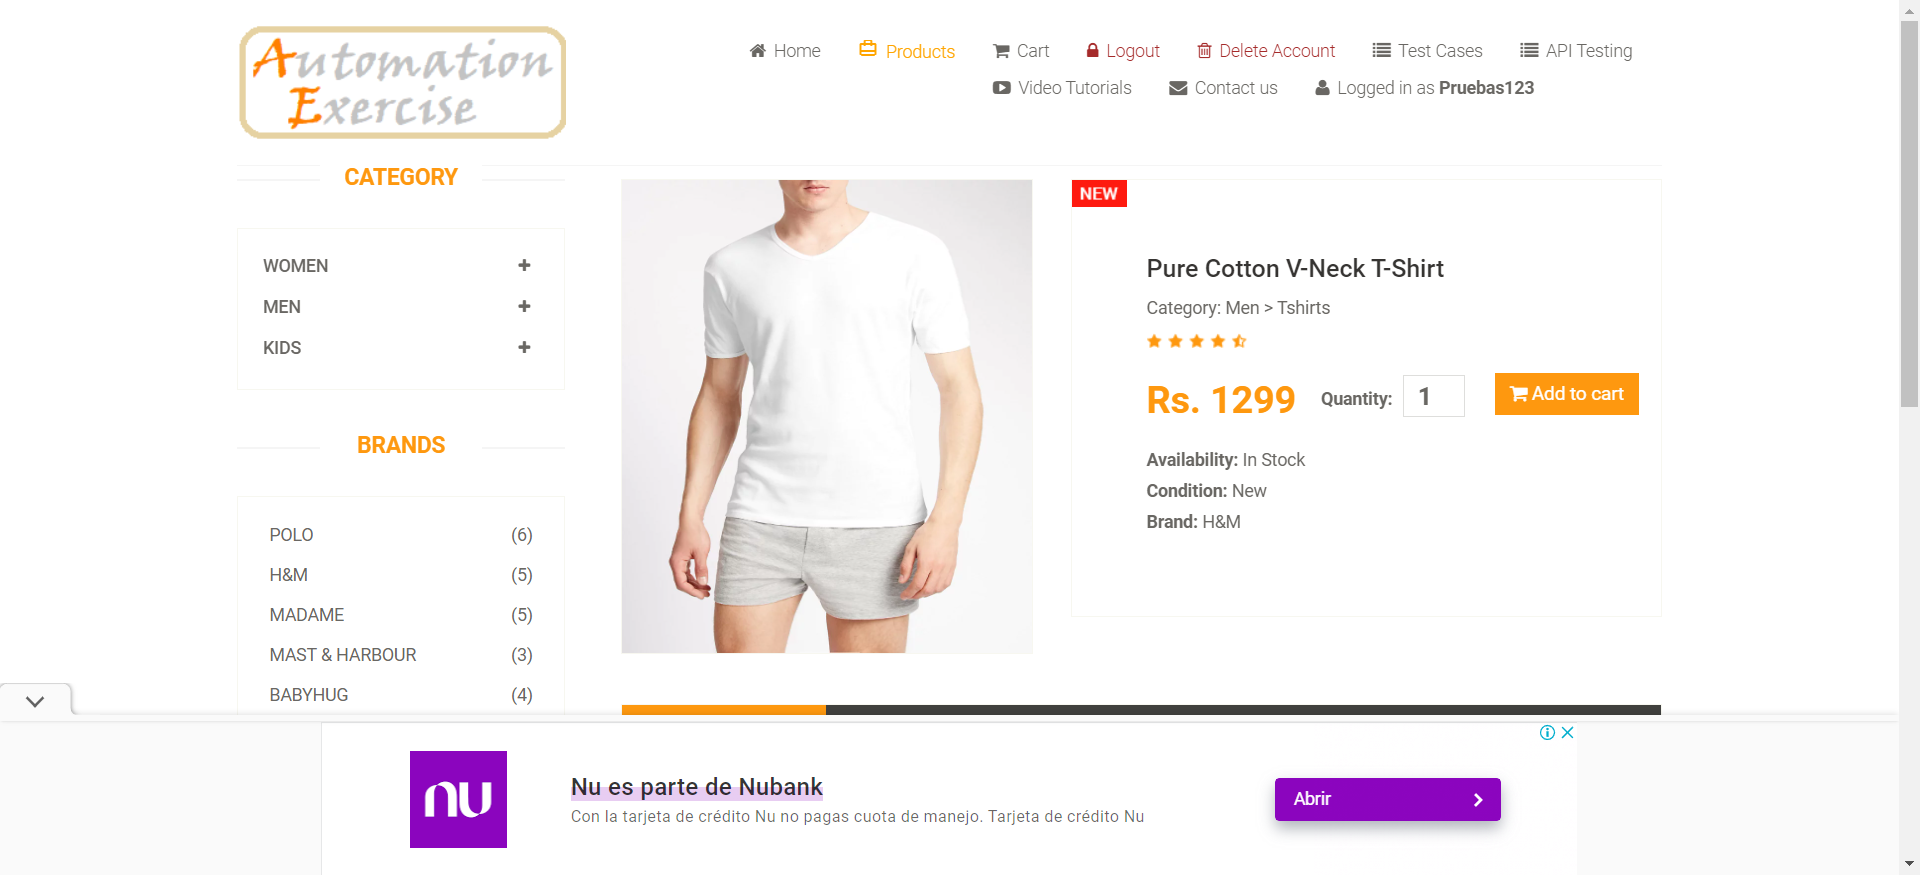 Automation
Exercise
Home
Products
Cart
Logout
Delete Account
Test Cases
API Testing
Video Tutorials
Contact us
Logged in as Pruebas123
CATEGORY
WOMEN
MEN
KIDS
BRANDS
POLO (6)
H&M (5)
MADAME (5)
MAST & HARBOUR (3)
BABYHUG (4)
NEW
Pure Cotton V-Neck T-Shirt
Category: Men > Tshirts
Rs. 1299 Quantity: 1 Add to cart
Availability: In Stock
Condition: New
Brand: H&M
nu
Nu es parte de Nubank
Con la tarjeta de crédito Nu no pagas cuota de manejo. Tarjeta de crédito Nu
Abrir